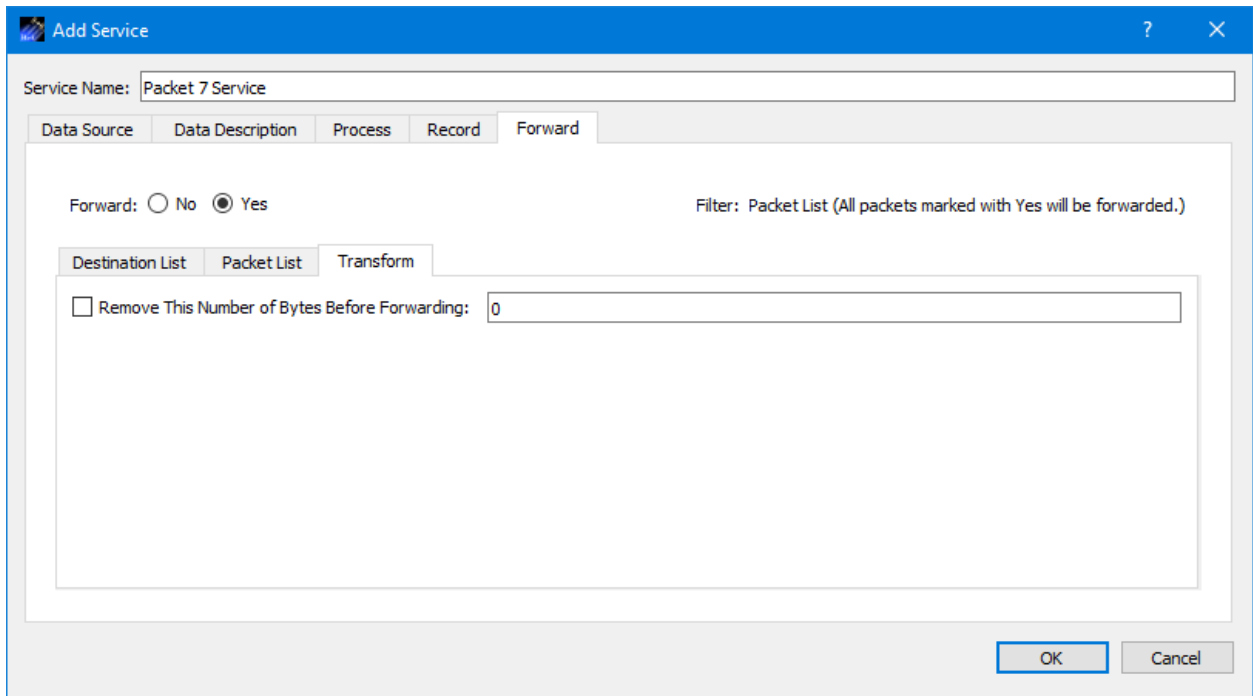 Add Service
Service Name: Packet 7 Service
Data Source Data Description Process Record Forward
Forward: No Yes Filter: Packet List (All packets marked with Yes will be forwarded.)
Destination List Packet List Transform
Remove This Number of Bytes Before Forwarding: 0
OK Cancel